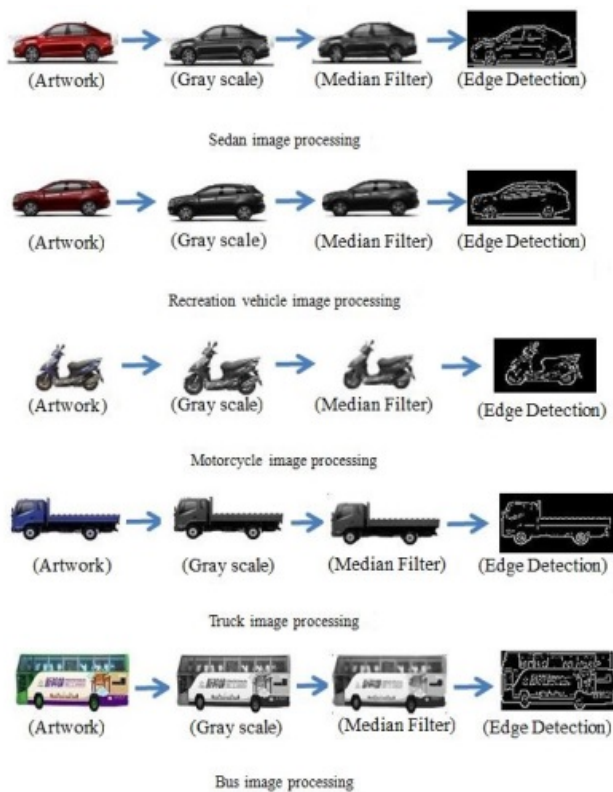 (Artwork) (Gray scale) (Median Filter) (Edge Detection)
Sedan image processing
(Artwork) (Gray scale) (Median Filter) (Edge Detection)
Recreation vehicle image processing
(Artwork) (Gray scale) (Median Filter) (Edge Detection)
Motorcycle image processing
(Artwork) (Gray scale) (Median Filter) (Edge Detection)
Truck image processing
(Artwork) (Gray scale) (Median Filter) (Edge Detection)
Bus image processing